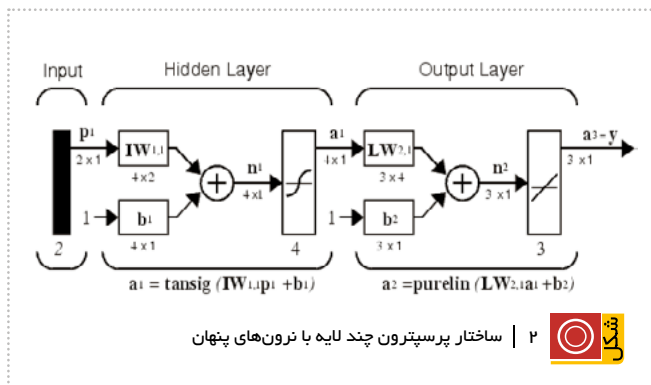 Input Hidden Layer Output Layer
p1 a1 a3 = y
2 x 1 IW1,1 4 x 1 LW2,1 3 x 1
4 x 2 n1 3 x 4 n2
4 x 1 3 x 1
1 b1 1 b2
2 4 x 1 4 3 x 1 3
a1 = tansig (IW1,1p1 +b1) a2 =purelin (LW2,1a1 +b2)
شکل ۲ | ساختار پرسپترون چند لایه با نرون‌های پنهان